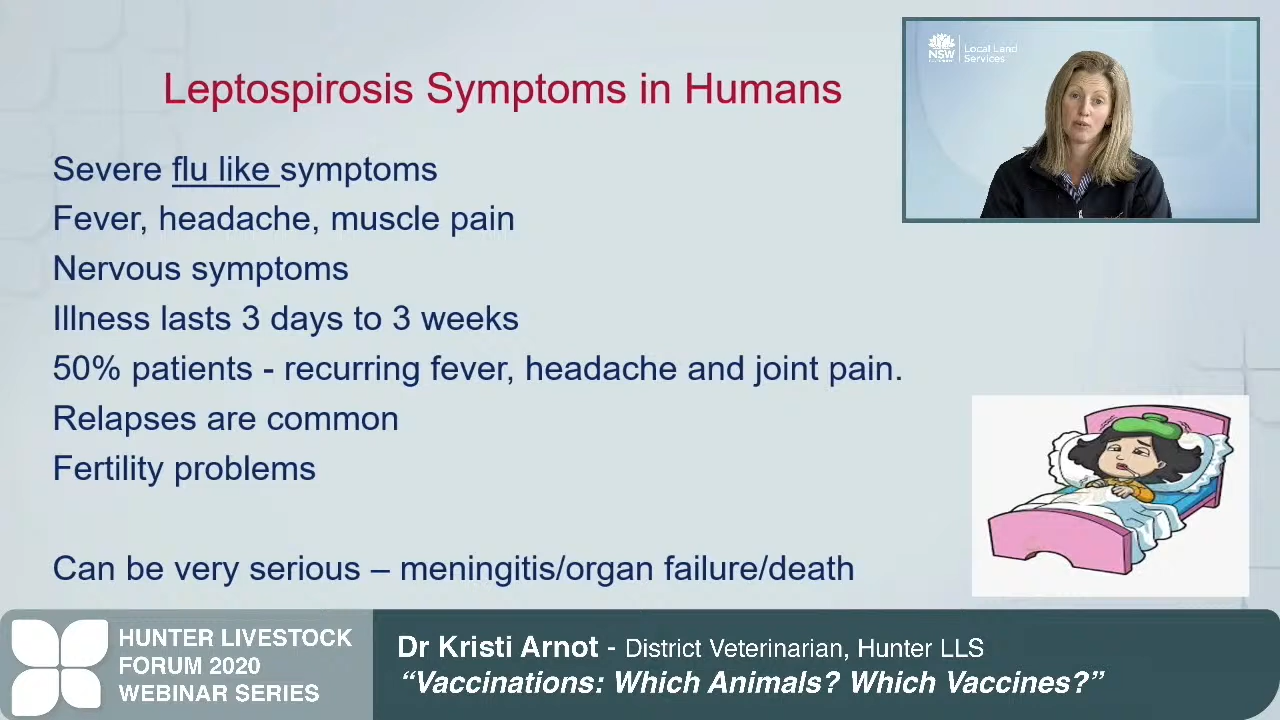 Leptospirosis Symptoms in Humans
NSW
Local Land
Services
Severe flu like symptoms
Fever, headache, muscle pain
Nervous symptoms
Illness lasts 3 days to 3 weeks
50% patients - recurring fever, headache and joint pain.
Relapses are common
Fertility problems
Can be very serious – meningitis/organ failure/death
HUNTER LIVESTOCK
FORUM 2020
WEBINAR SERIES
Dr Kristi Arnot - District Veterinarian, Hunter LLS
“Vaccinations: Which Animals? Which Vaccines?”